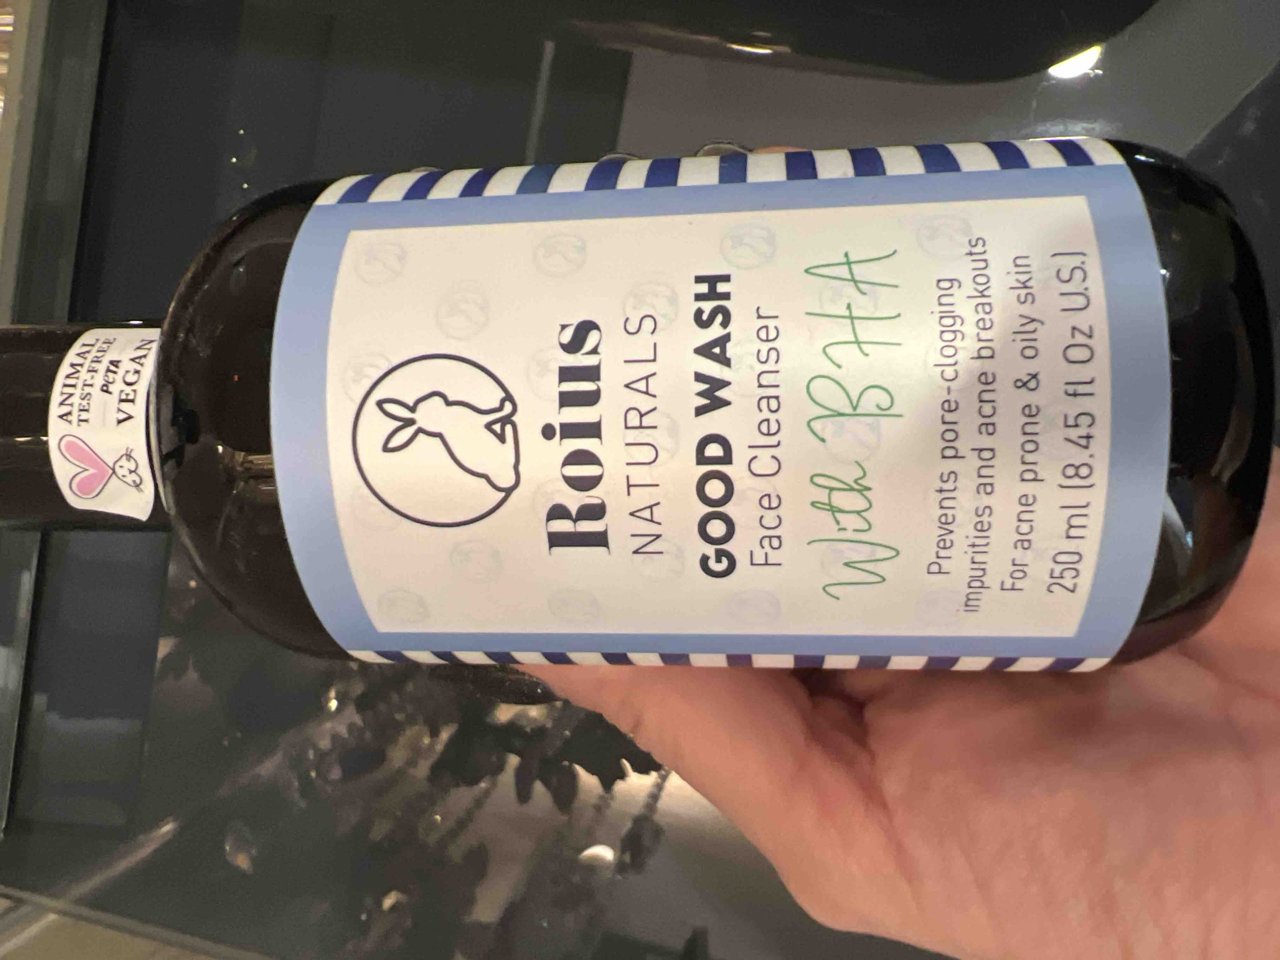 ANIMAL
TEST-FREE
PETA
VEGAN
Roius
NATURALS
GOOD WASH
Face Cleanser
With BHA
Prevents pore-clogging
impurities and acne breakouts
For acne prone & oily skin
250 ml (8.45 fl Oz U.S.)